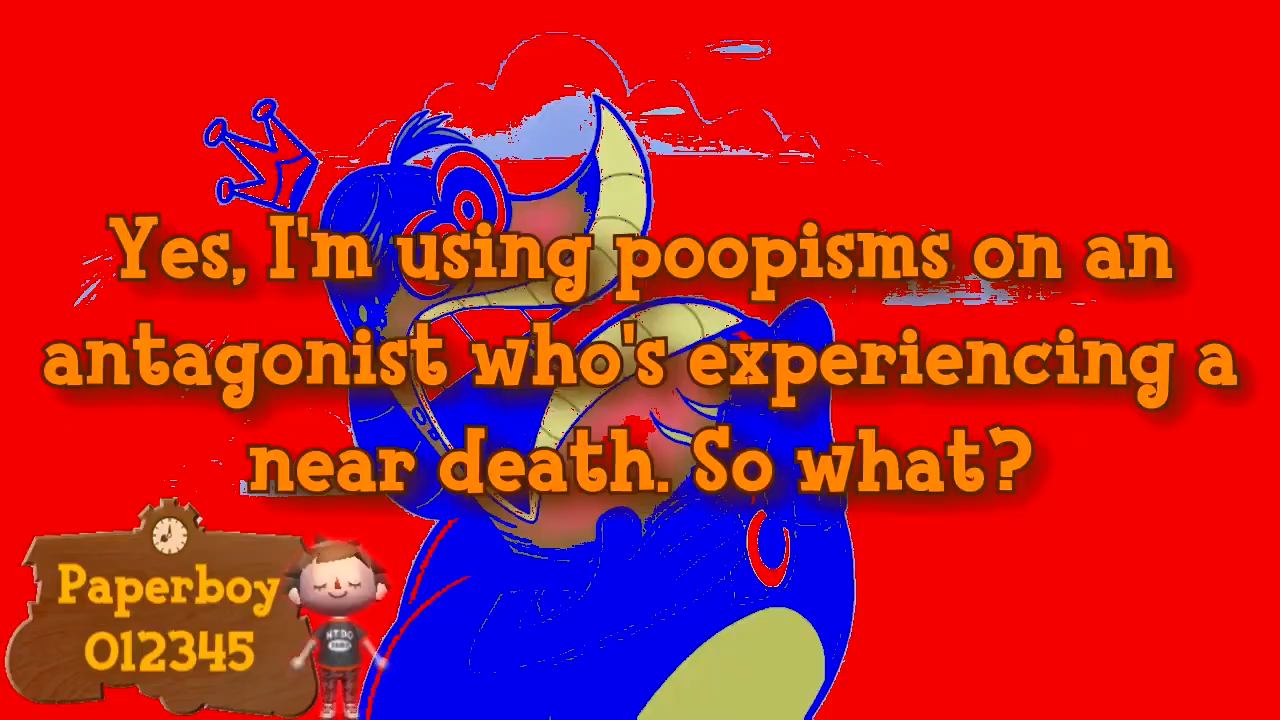 Yes, I'm using poopisms on an
antagonist who's experiencing a
near death. So what?
Paperboy
012345